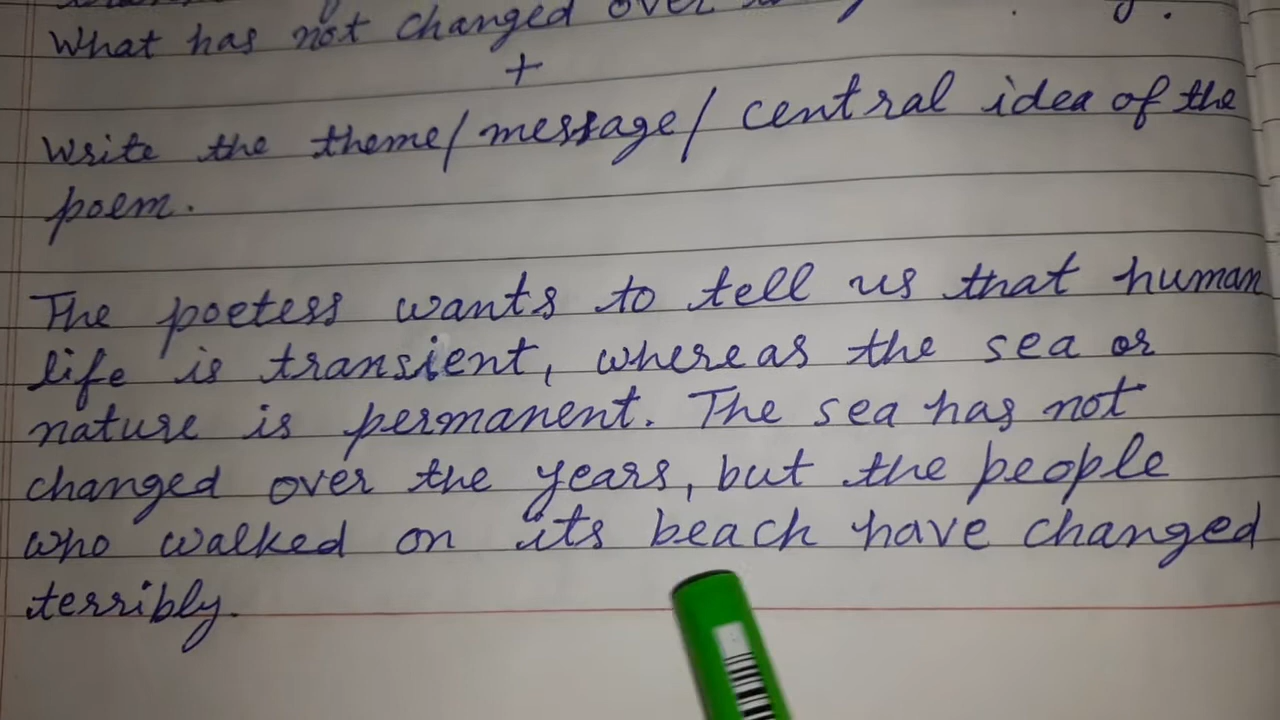 What has not changed over
+
Write the theme/message/central idea of the
poem.
The poetess wants to tell us that human
life is transient, whereas the sea or
nature is permanent. The sea has not
changed over the years, but the people
who walked on its beach have changed
terribly.